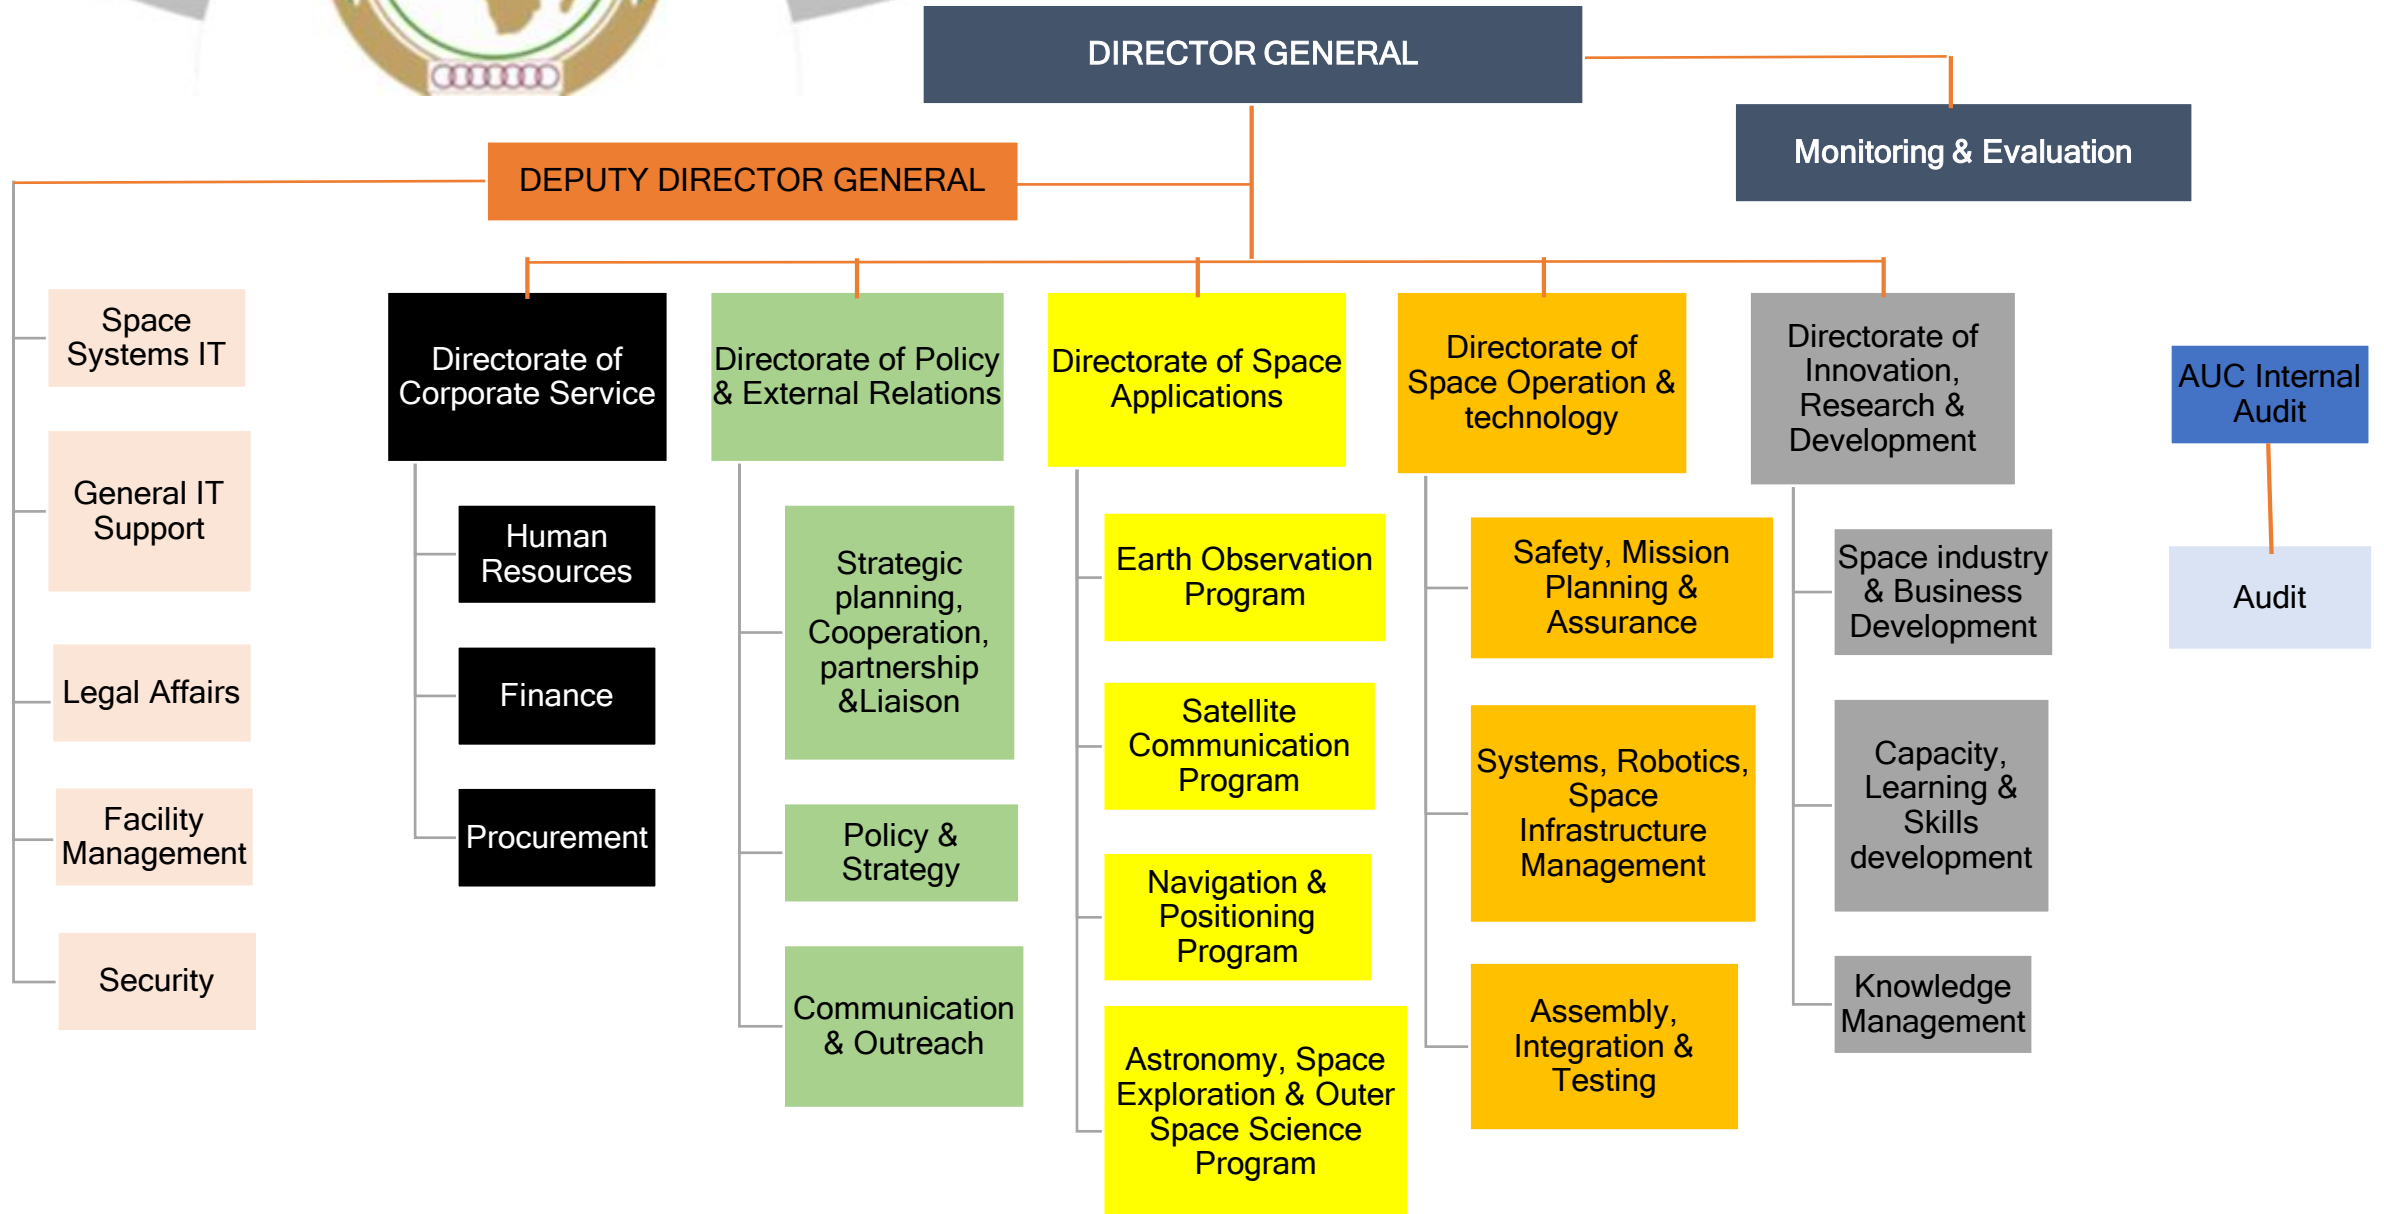 DIRECTOR GENERAL
Monitoring & Evaluation
DEPUTY DIRECTOR GENERAL
Space
Systems IT
General IT
Support
Legal Affairs
Facility
Management
Security
Directorate of
Corporate Service
Human
Resources
Finance
Procurement
Directorate of Policy
& External Relations
Strategic
planning,
Cooperation,
partnership
&Liaison
Policy &
Strategy
Communication
& Outreach
Directorate of Space
Applications
Earth Observation
Program
Satellite
Communication
Program
Navigation &
Positioning
Program
Astronomy, Space
Exploration & Outer
Space Science
Program
Directorate of
Space Operation &
technology
Safety, Mission
Planning &
Assurance
Systems, Robotics,
Space
Infrastructure
Management
Assembly,
Integration &
Testing
Directorate of
Innovation,
Research &
Development
Space industry
& Business
Development
Capacity,
Learning &
Skills
development
Knowledge
Management
AUC Internal
Audit
Audit